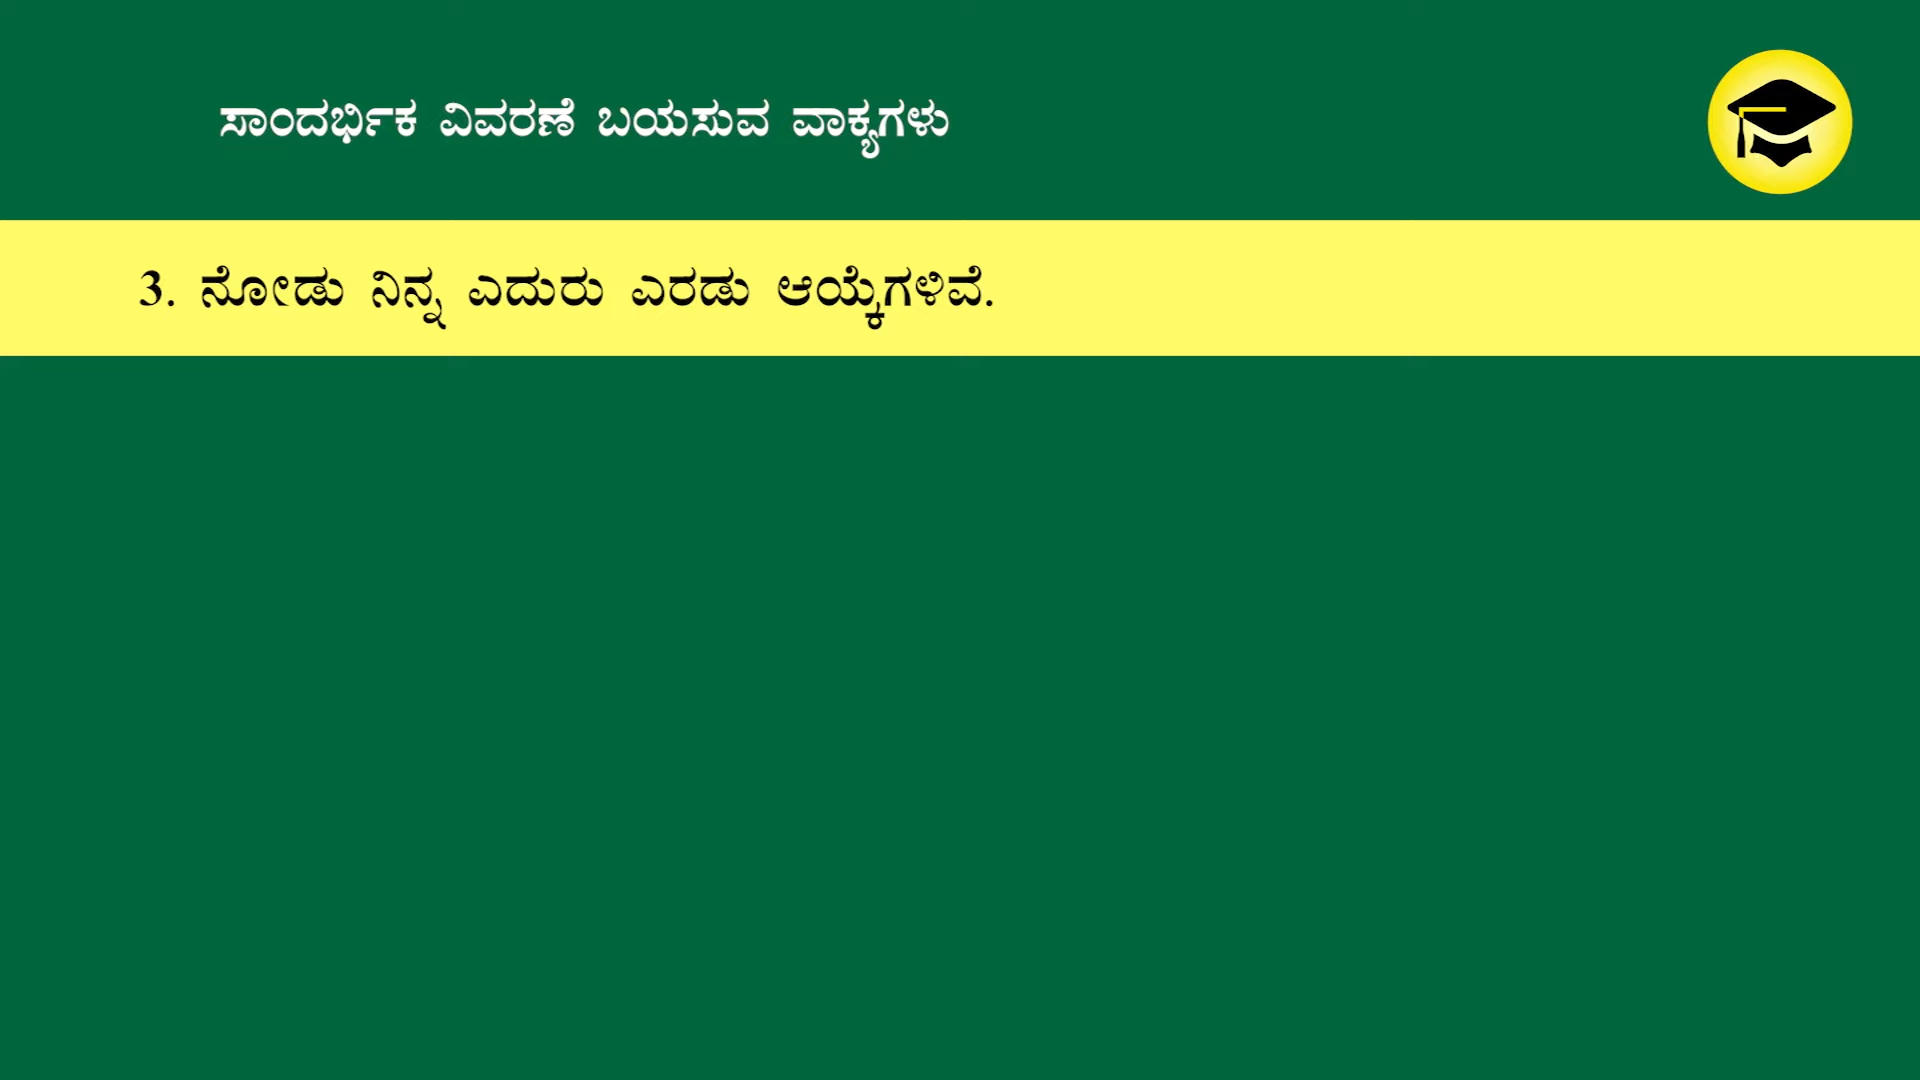 ಸಾಂದರ್ಭಿಕ ವಿವರಣೆ ಬಯಸುವ ವಾಕ್ಯಗಳು
3. ನೋಡು ನಿನ್ನ ಎದುರು ಎರಡು ಆಯ್ಕೆಗಳಿವೆ.